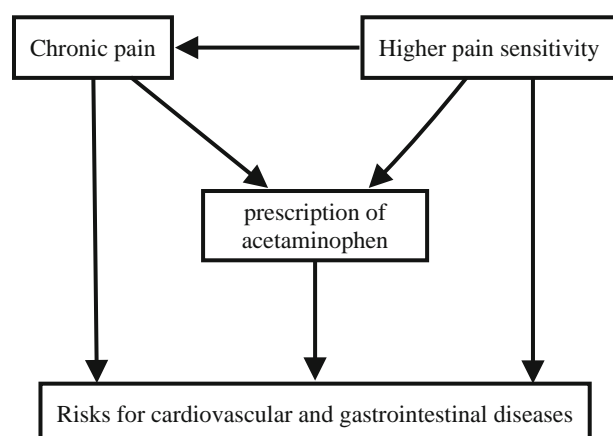 Chronic pain
Higher pain sensitivity
prescription of
acetaminophen
Risks for cardiovascular and gastrointestinal diseases